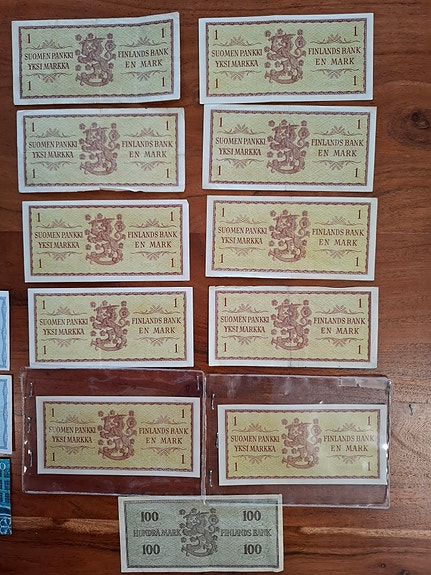 1 1
SUOMEN PANKKI FINLANDS BANK
YKSI MARKKA EN MARK
1 1
1 1
SUOMEN PANKKI FINLANDS BANK
YKSI MARKKA EN MARK
1 1
1 1
SUOMEN PANKKI FINLANDS BANK
YKSI MARKKA EN MARK
1 1
1 1
SUOMEN PANKKI FINLANDS BANK
YKSI MARKKA EN MARK
1 1
1 1
SUOMEN PANKKI FINLANDS BANK
YKSI MARKKA EN MARK
1 1
1 1
SUOMEN PANKKI FINLANDS BANK
YKSI MARKKA EN MARK
1 1
1 1
SUOMEN PANKKI FINLANDS BANK
YKSI MARKKA EN MARK
1 1
1 1
SUOMEN PANKKI FINLANDS BANK
YKSI MARKKA EN MARK
1 1
1 1
SUOMEN PANKKI FINLANDS BANK
YKSI MARKKA EN MARK
1 1
1 1
SUOMEN PANKKI FINLANDS BANK
YKSI MARKKA EN MARK
1 1
100 100
HUNDRA MARK FINLANDS BANK
100 100